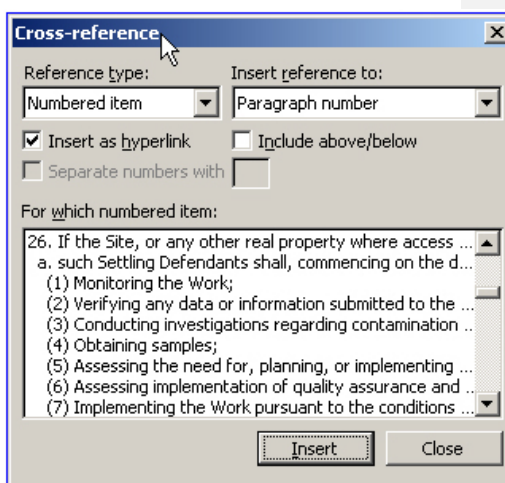 Cross-reference
Reference type: Insert reference to:
Numbered item Paragraph number
Insert as hyperlink Include above/below
Separate numbers with
For which numbered item:
26. If the Site, or any other real property where access ...
a. such Settling Defendants shall, commencing on the d...
(1) Monitoring the Work;
(2) Verifying any data or information submitted to the ...
(3) Conducting investigations regarding contamination ..
(4) Obtaining samples;
(5) Assessing the need for, planning, or implementing ...
(6) Assessing implementation of quality assurance and ...
(7) Implementing the Work pursuant to the conditions ...
Insert Close